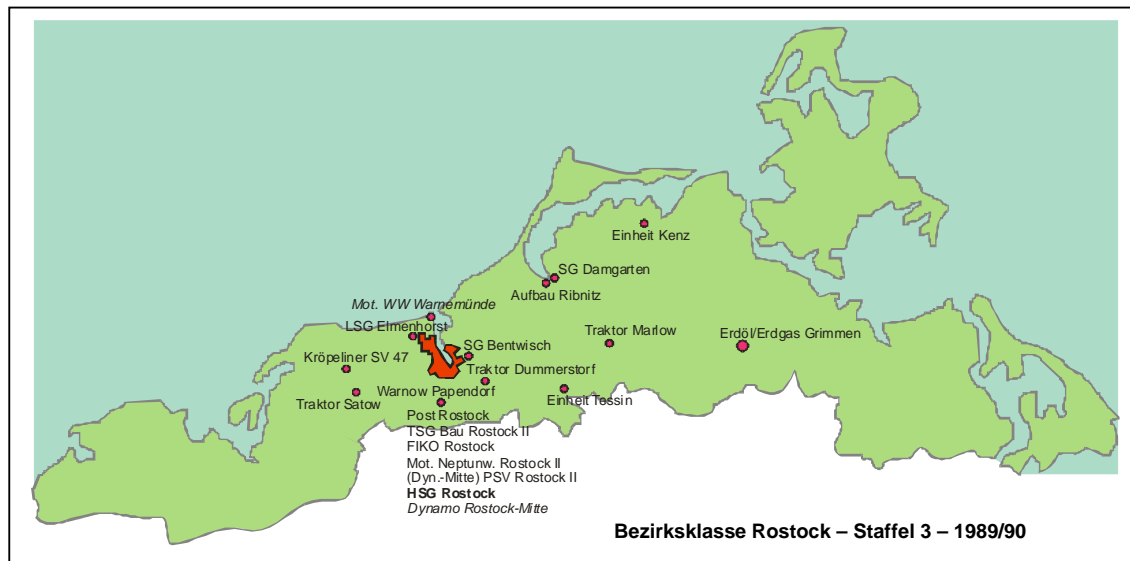 Einheit Kenz
SG Damgarten
Aufbau Ribnitz
Mot. WW Warnemünde
LSG Elmenhorst
Traktor Marlow
Erdöl/Erdgas Grimmen
SG Bentwisch
Kröpeliner SV 47
Traktor Dummerstorf
Warnow Papendorf
Einheit Tessin
Traktor Satow
Post Rostock
TSG Bau Rostock II
FIKO Rostock
Mot. Neptunw. Rostock II
(Dyn.-Mitte) PSV Rostock II
HSG Rostock
Dynamo Rostock-Mitte
Bezirksklasse Rostock – Staffel 3 – 1989/90